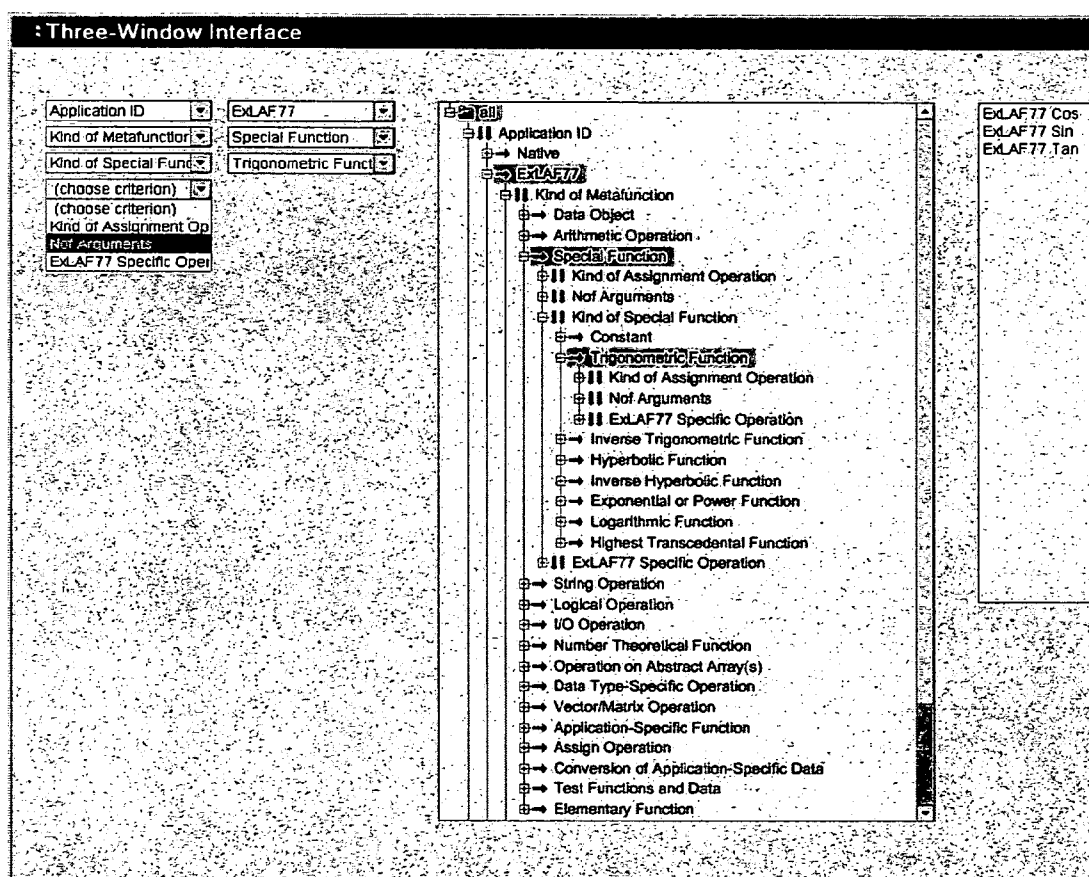 :Three-Window Interface
Application ID
ExLAF77
Kind of Metafunction
Special Function
Kind of Special Func
Trigonometric Funct
(choose criterion)
(choose criterion)
Kind of Assignment Op
Nof Arguments
ExLAF77 Specific Oper
all
Application ID
Native
ExLAF77
Kind of Metafunction
Data Object
Arithmetic Operation
Special Function
Kind of Assignment Operation
Nof Arguments
Kind of Special Function
Constant
Trigonometric Function
Kind of Assignment Operation
Nof Arguments
ExLAF77 Specific Operation
Inverse Trigonometric Function
Hyperbolic Function
Inverse Hyperbolic Function
Exponential or Power Function
Logarithmic Function
Highest Transcedental Function
ExLAF77 Specific Operation
String Operation
Logical Operation
I/O Operation
Number Theoretical Function
Operation on Abstract Array(s)
Data Type-Specific Operation
Vector/Matrix Operation
Application-Specific Function
Assign Operation
Conversion of Application-Specific Data
Test Functions and Data
Elementary Function
ExLAF77 Cos
ExLAF77 Sin
ExLAF77 Tan